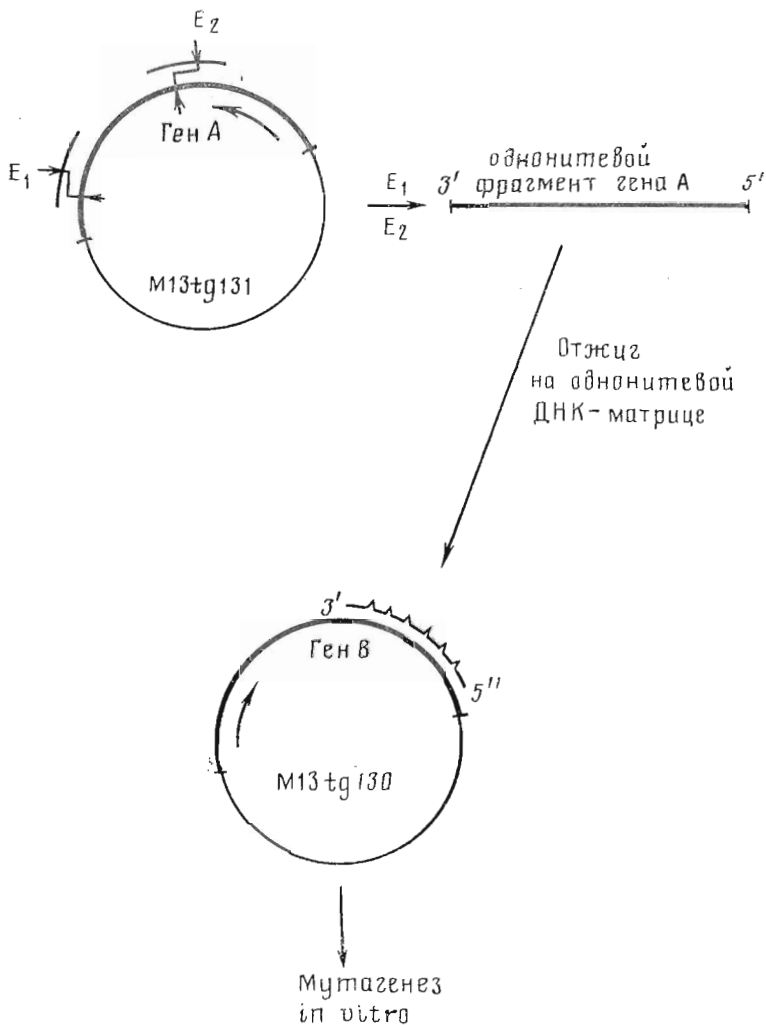 E₂
Ген А
E₁
M13tg131
E₁
E₂
однонитевой
3' фрагмент гена А 5'
Отжиг
на однонитевой
ДНК-матрице
3'
Ген В
5''
M13tg130
Мутагенез
in vitro